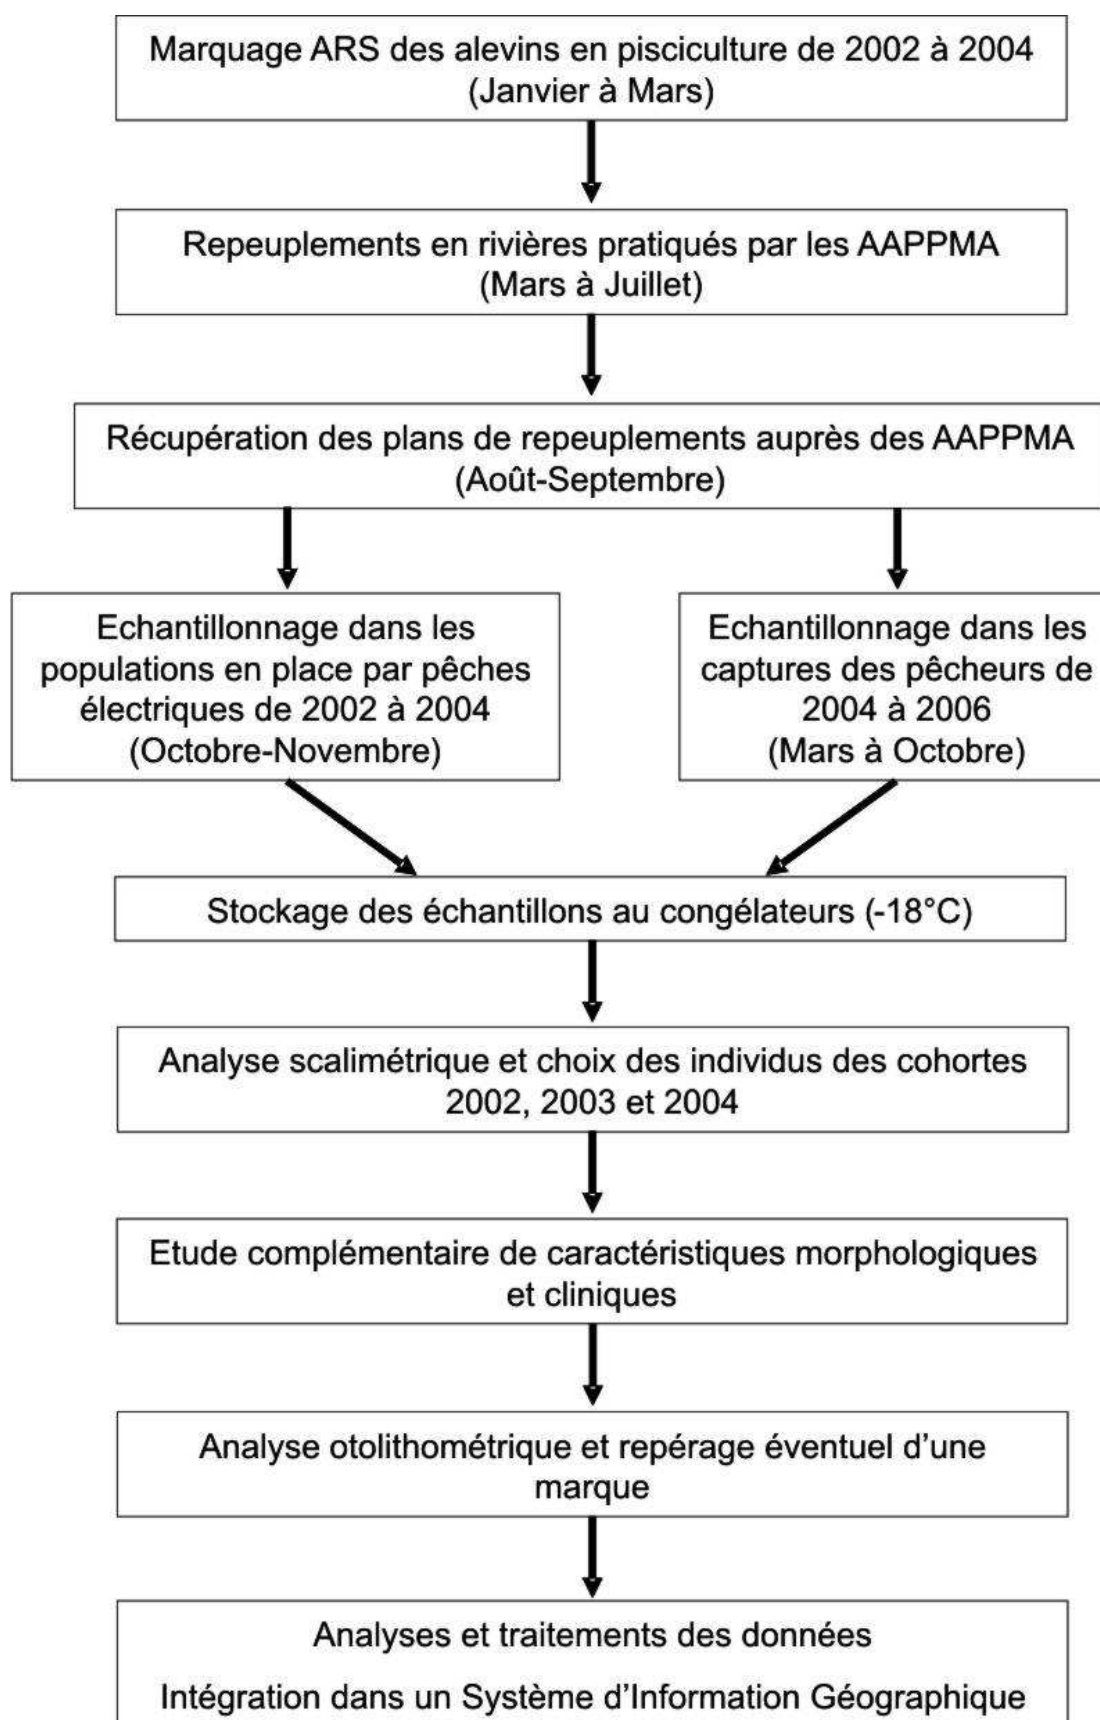 Marquage ARS des alevins en pisciculture de 2002 à 2004
(Janvier à Mars)
Repeuplements en rivières pratiqués par les AAPPMA
(Mars à Juillet)
Récupération des plans de repeuplements auprès des AAPPMA
(Août-Septembre)
Echantillonnage dans les
populations en place par pêches
électriques de 2002 à 2004
(Octobre-Novembre)
Echantillonnage dans les
captures des pêcheurs de
2004 à 2006
(Mars à Octobre)
Stockage des échantillons au congélateurs (-18°C)
Analyse scalimétrique et choix des individus des cohortes
2002, 2003 et 2004
Etude complémentaire de caractéristiques morphologiques
et cliniques
Analyse otolithométrique et repérage éventuel d’une
marque
Analyses et traitements des données
Intégration dans un Système d’Information Géographique